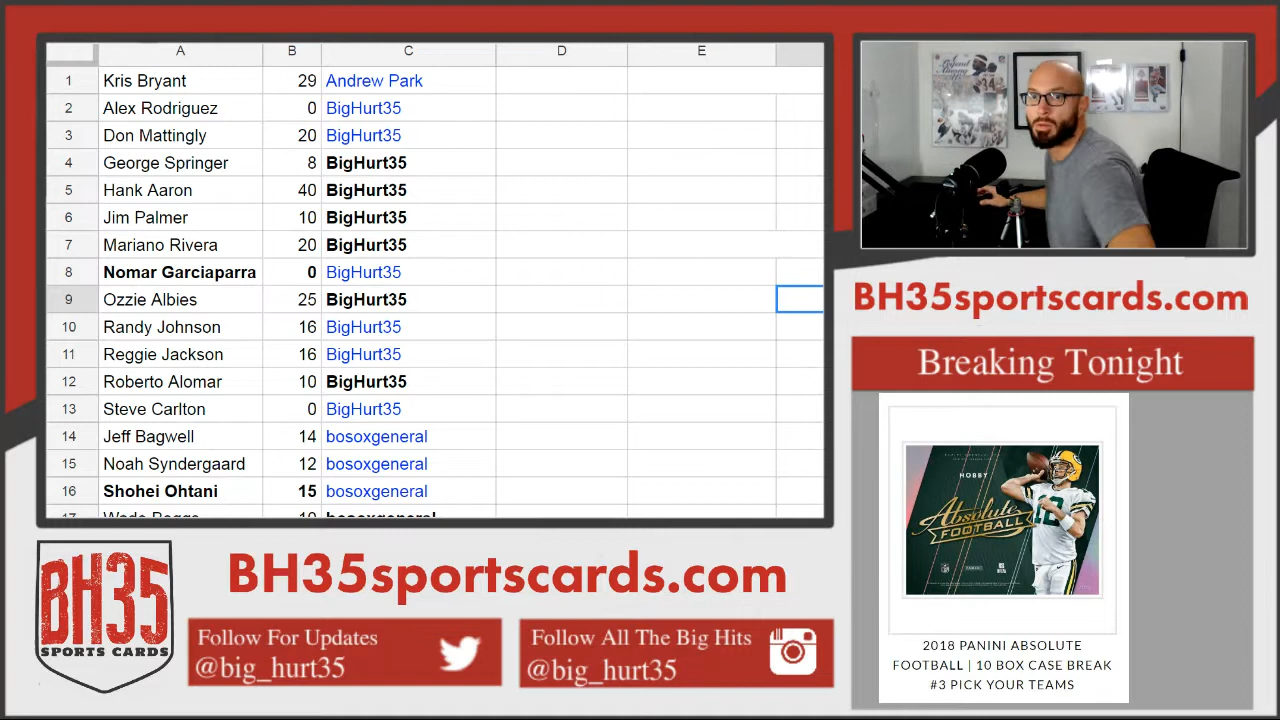 A B C D E
1 Kris Bryant 29 Andrew Park
2 Alex Rodriguez 0 BigHurt35
3 Don Mattingly 20 BigHurt35
4 George Springer 8 BigHurt35
5 Hank Aaron 40 BigHurt35
6 Jim Palmer 10 BigHurt35
7 Mariano Rivera 20 BigHurt35
8 Nomar Garciaparra 0 BigHurt35
9 Ozzie Albies 25 BigHurt35
10 Randy Johnson 16 BigHurt35
11 Reggie Jackson 16 BigHurt35
12 Roberto Alomar 10 BigHurt35
13 Steve Carlton 0 BigHurt35
14 Jeff Bagwell 14 bosoxgeneral
15 Noah Syndergaard 12 bosoxgeneral
16 Shohei Ohtani 15 bosoxgeneral
BH35sportscards.com
Breaking Tonight
HOBBY
Absolute
FOOTBALL
12
2018 PANINI ABSOLUTE
FOOTBALL | 10 BOX CASE BREAK
#3 PICK YOUR TEAMS
BH35
SPORTS CARDS
BH35sportscards.com
Follow For Updates
@big_hurt35
Follow All The Big Hits
@big_hurt35